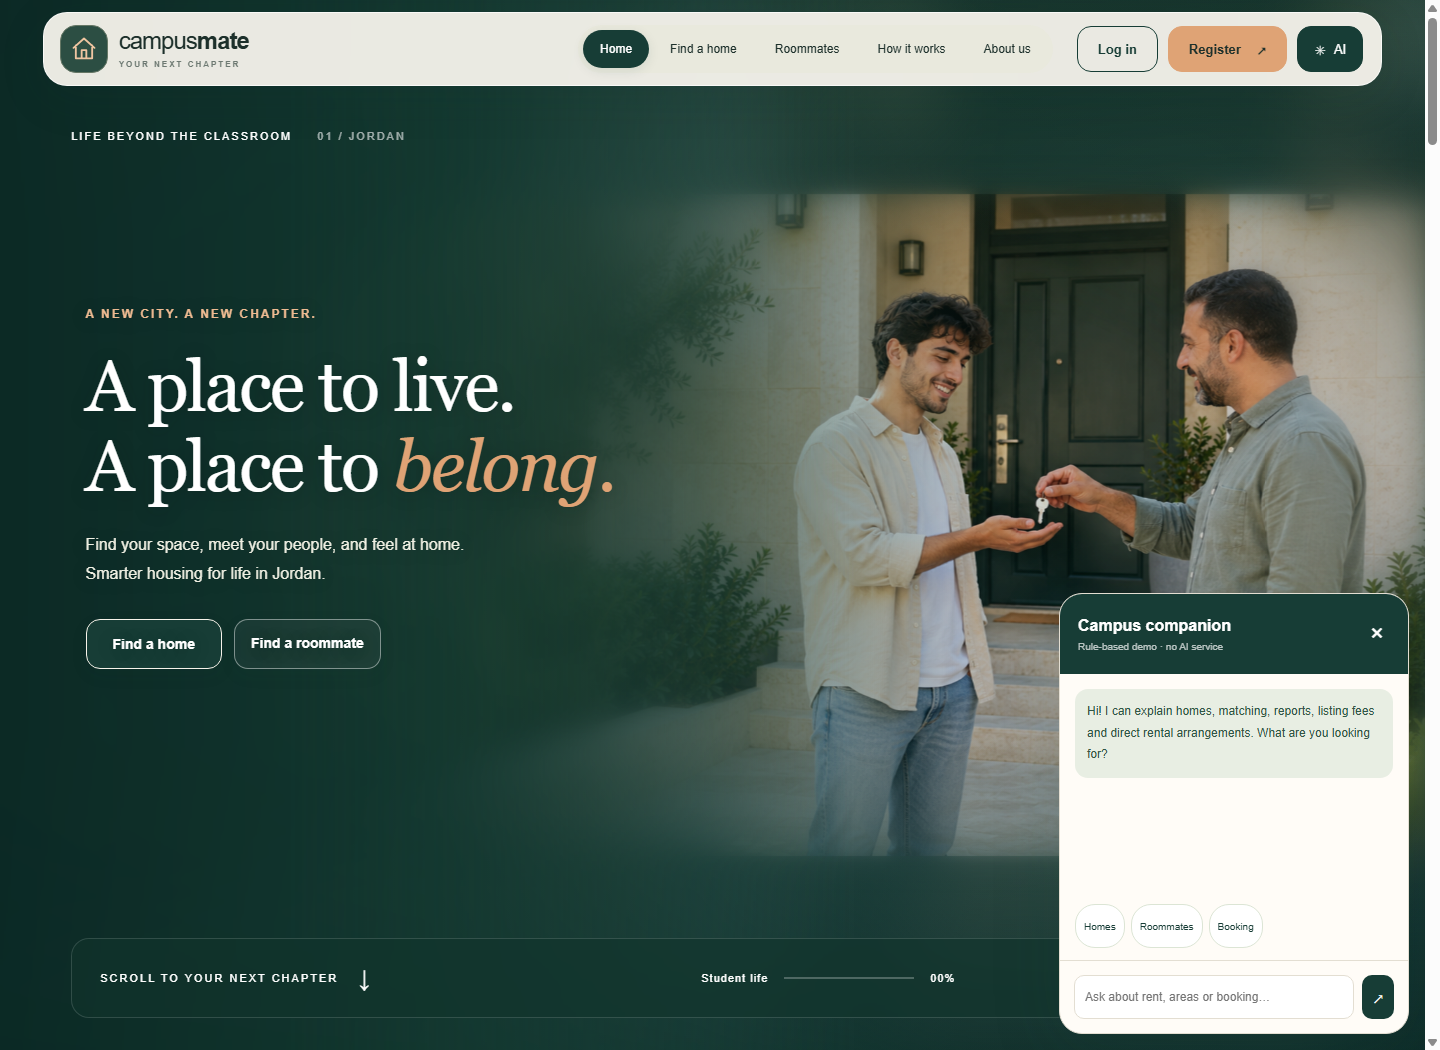 campusmate
YOUR NEXT CHAPTER
Home
Find a home
Roommates
How it works
About us
Log in
Register ↗
✳ AI
LIFE BEYOND THE CLASSROOM 01 / JORDAN
A NEW CITY. A NEW CHAPTER.
A place to live.
A place to belong.
Find your space, meet your people, and feel at home.
Smarter housing for life in Jordan.
Find a home
Find a roommate
SCROLL TO YOUR NEXT CHAPTER ↓
Student life 00%
Campus companion
×
Rule-based demo · no AI service
Hi! I can explain homes, matching, reports, listing fees
and direct rental arrangements. What are you looking
for?
Homes
Roommates
Booking
Ask about rent, areas or booking...
↗